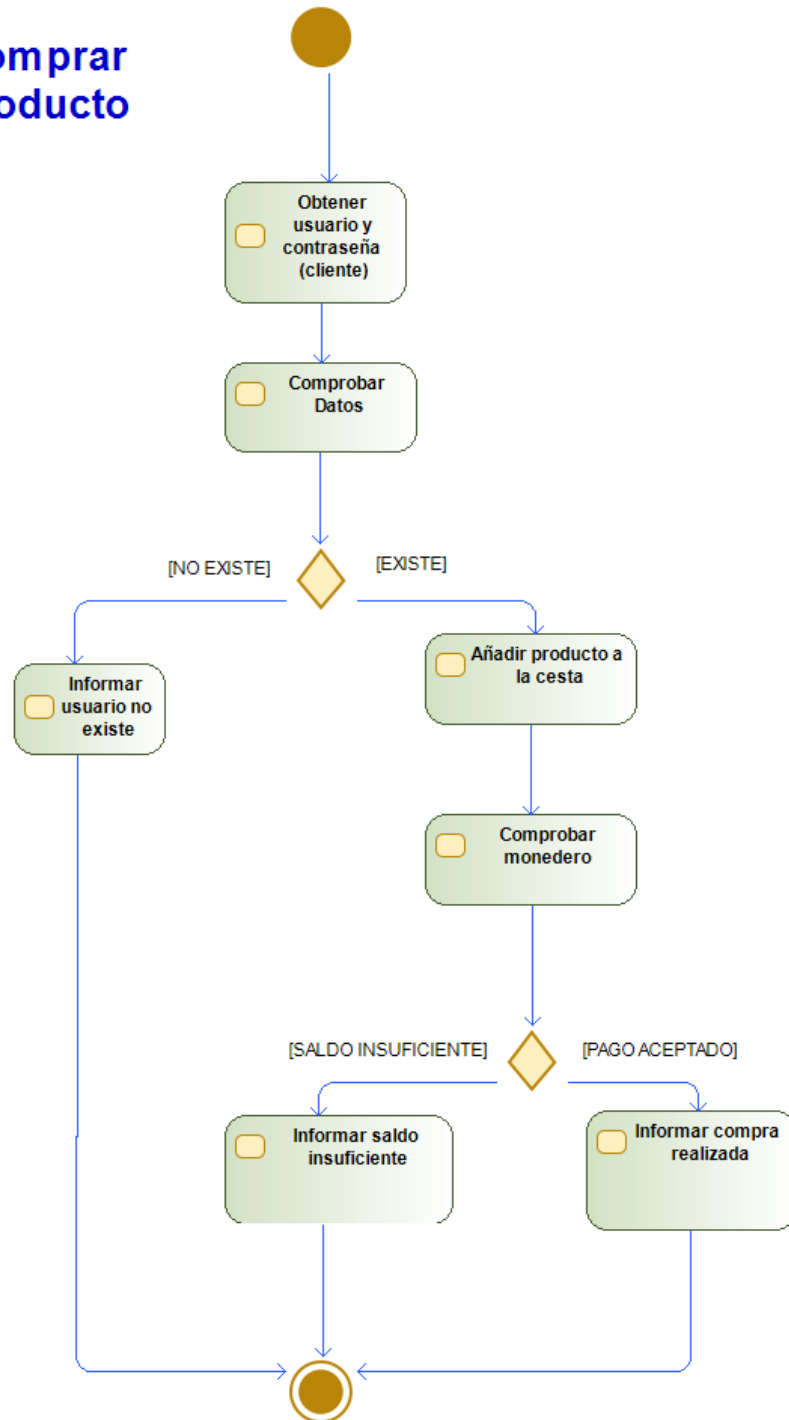 omprar
oducto
Obtener
usuario y
contraseña
(cliente)
Comprobar
Datos
[NO EXISTE]
[EXISTE]
Informar
usuario no
existe
Añadir producto a
la cesta
Comprobar
monedero
[SALDO INSUFICIENTE]
[PAGO ACEPTADO]
Informar saldo
insuficiente
Informar compra
realizada